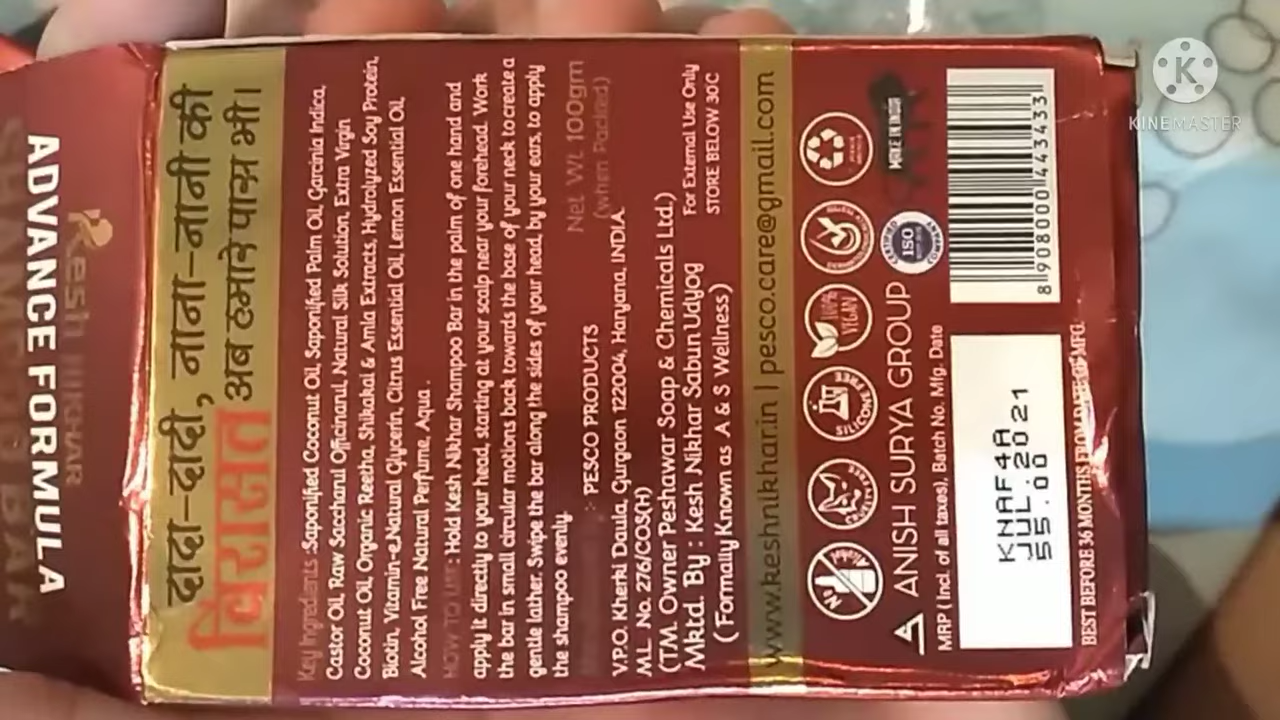 ADVANCE FORMULA
Kesh NIKHAR
SHAMPOO BAR
दादा-दादी, नाना-नानी की
विरासत अब हमारे पास भी।
Key Ingredients :Saponified Coconut Oil, Saponified Palm Oil, Garcinia Indica,
Castor Oil, Raw Saccharul Officinarul, Natural Silk Solution, Extra Virgin
Coconut Oil, Organic Reetha, Shikakai & Amla Extracts, Hydrolyzed Soy Protein,
Biotin, Vitamin-e,Natural Glycerin, Citrus Essential Oil, Lemon Essential Oil,
Alcohol Free Natural Perfume, Aqua .
HOW TO USE : Hold Kesh Nikhar Shampoo Bar in the palm of one hand and
apply it directly to your head, starting at your scalp near your forehead. Work
the bar in small circular motions back towards the base of your neck to create a
gentle lather. Swipe the bar along the sides of your head, by your ears, to apply
the shampoo evenly.
Net Wt. 100gm
(when Packed)
: PESCO PRODUCTS
V.P.O. Kherki Daula, Gurgaon 122004, Haryana, INDIA.
M.L. No. 276/COS(H)
(T.M. Owner Peshawar Soap & Chemicals Ltd.)
Mktd. By : Kesh Nikhar Sabun Udyog
( Formally Known as A & S Wellness)
For External Use Only
STORE BELOW 30C
www.keshnikhar.in | pesco.care@gmail.com
SILICONE FREE
100% VEGAN
ANISH SURYA GROUP
CERTIFIED ISO COMPANY
MADE IN INDIA
MRP ( Incl. of all taxes), Batch No. Mfg. Date
KNAF4A
JUL.2021
55.00
8 908000 443433
BEST BEFORE 36 MONTHS FROM DATE OF MFG.
K
KINEMASTER